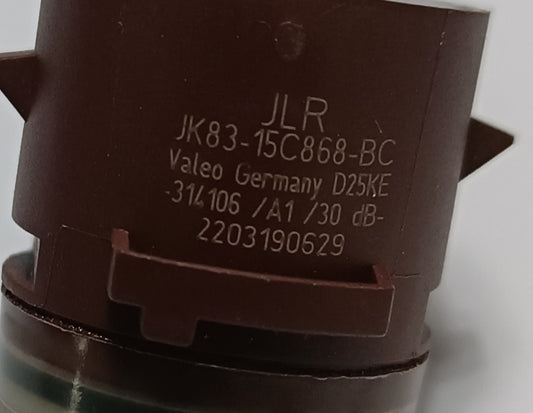 JLR
JK83-15C868-BC
Valeo Germany D25KE
-314106 /A1 /30 dB-
2203190629